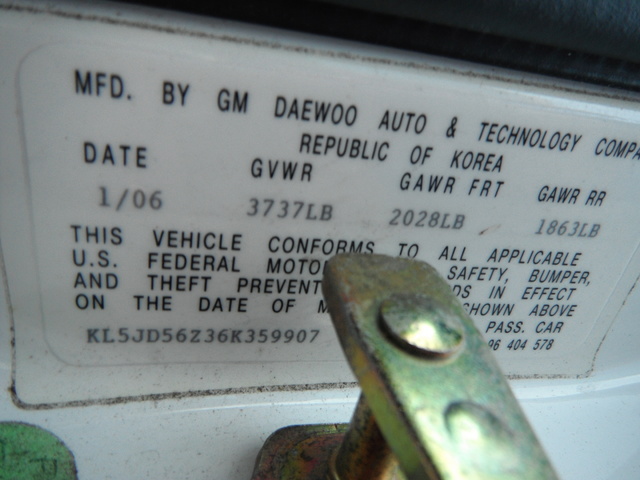 MFD. BY GM DAEWOO AUTO & TECHNOLOGY COMPA
REPUBLIC OF KOREA
DATE GVWR GAWR FRT GAWR RR
1/06 3737LB 2028LB 1863LB
THIS VEHICLE CONFORMS TO ALL APPLICABLE
U.S. FEDERAL MOTO SAFETY, BUMPER,
AND THEFT PREVENT DS IN EFFECT
ON THE DATE OF M SHOWN ABOVE
KL5JD56Z36K359907 PASS. CAR
96 404 578